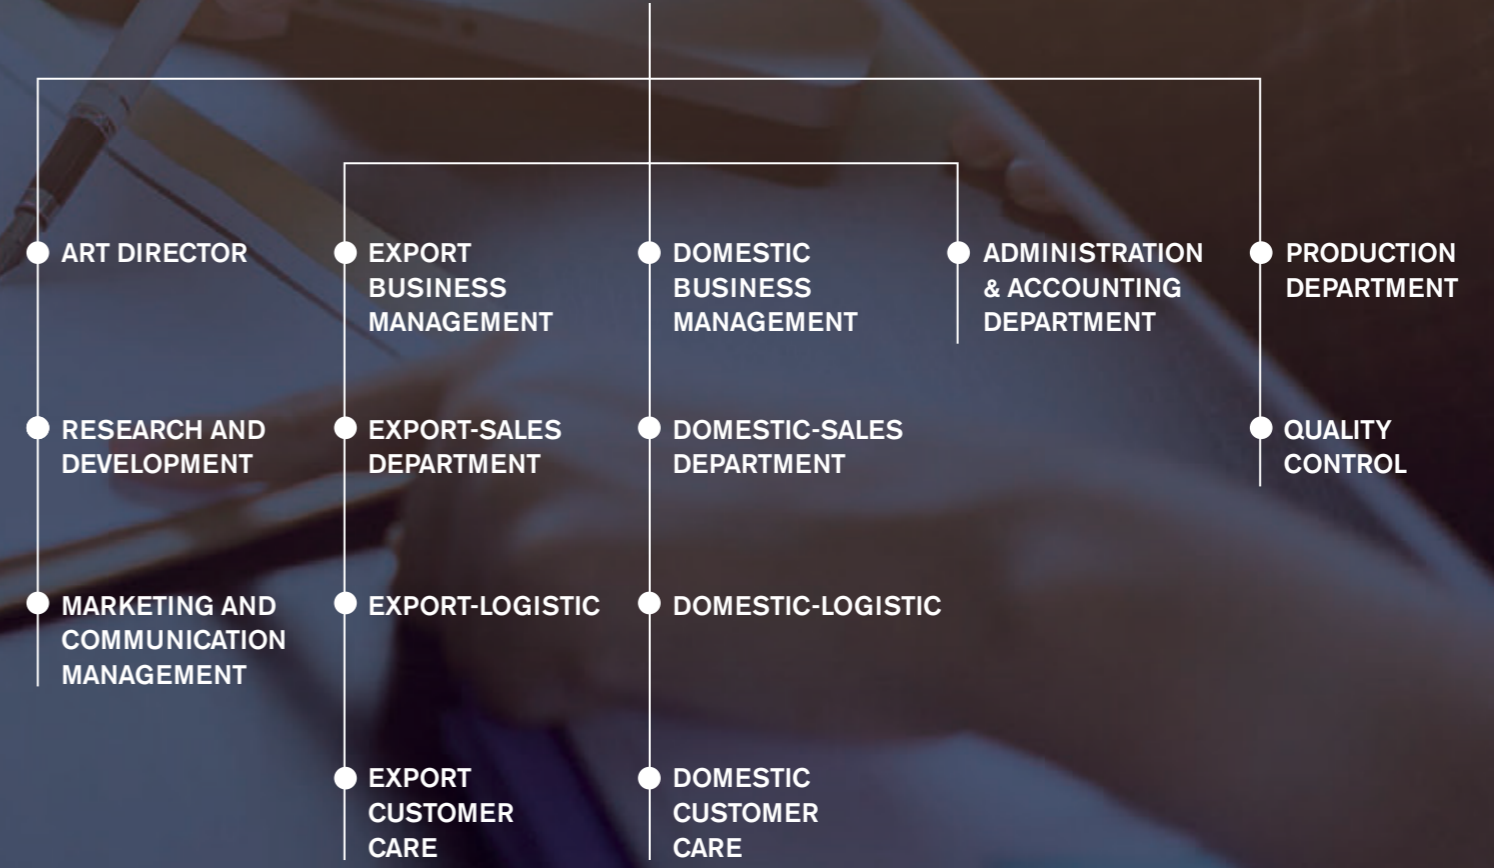 ART DIRECTOR
EXPORT
BUSINESS
MANAGEMENT
DOMESTIC
BUSINESS
MANAGEMENT
ADMINISTRATION
& ACCOUNTING
DEPARTMENT
PRODUCTION
DEPARTMENT
RESEARCH AND
DEVELOPMENT
EXPORT-SALES
DEPARTMENT
DOMESTIC-SALES
DEPARTMENT
QUALITY
CONTROL
MARKETING AND
COMMUNICATION
MANAGEMENT
EXPORT-LOGISTIC
DOMESTIC-LOGISTIC
EXPORT
CUSTOMER
CARE
DOMESTIC
CUSTOMER
CARE